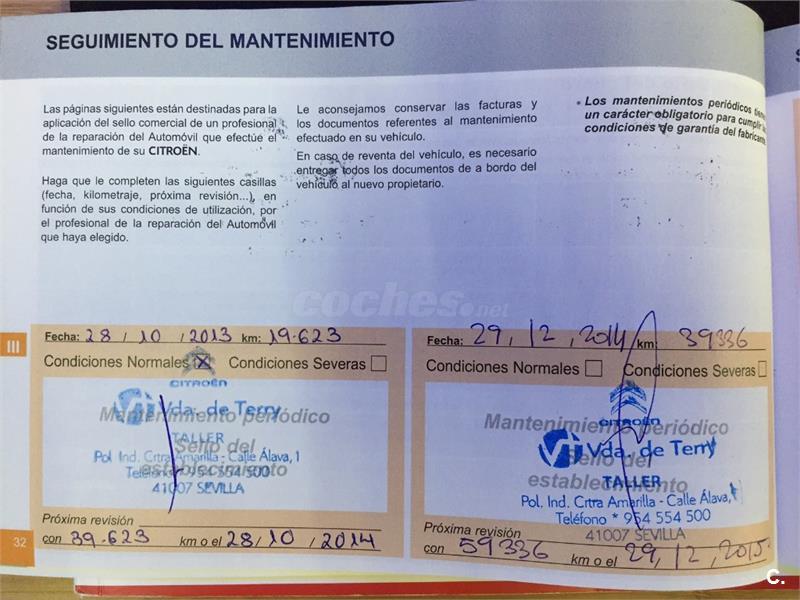 SEGUIMIENTO DEL MANTENIMIENTO
Las páginas siguientes están destinadas para la
aplicación del sello comercial de un profesional
de la reparación del Automóvil que efectúe el
mantenimiento de su CITROËN.
Haga que le completen las siguientes casillas
(fecha, kilometraje, próxima revisión...), en
función de sus condiciones de utilización, por
el profesional de la reparación del Automóvil
que haya elegido.
Le aconsejamos conservar las facturas y
los documentos referentes al mantenimiento
efectuado en su vehículo.
En caso de reventa del vehículo, es necesario
entregar todos los documentos de a bordo del
vehículo al nuevo propietario.
• Los mantenimientos periódicos tienen
un carácter obligatorio para cumplir
condiciones de garantía del fabricante
coches.net
III
Fecha: 28 / 10 / 2013 km: 19.623
Condiciones Normales ☒ Condiciones Severas ☐
CITROËN
Vda. de Terry
Mantenimiento periódico
TALLER
Sello del
Pol. Ind. Crtra Amarilla - Calle Álava, 1
establecimiento
Teléfono * 954 554 500
41007 SEVILLA
Próxima revisión
con 39.623 km o el 28 / 10 / 2014
32
Fecha: 29, 12, 2014 km: 39336
Condiciones Normales ☐ Condiciones Severas ☐
CITROËN
Mantenimiento periódico
Vda. de Terry
Sello del
TALLER
establecimiento
Pol. Ind. Crtra Amarilla - Calle Álava, 1
Teléfono * 954 554 500
41007 SEVILLA
Próxima revisión
con 59336 km o el 29, 12, 2015
C.